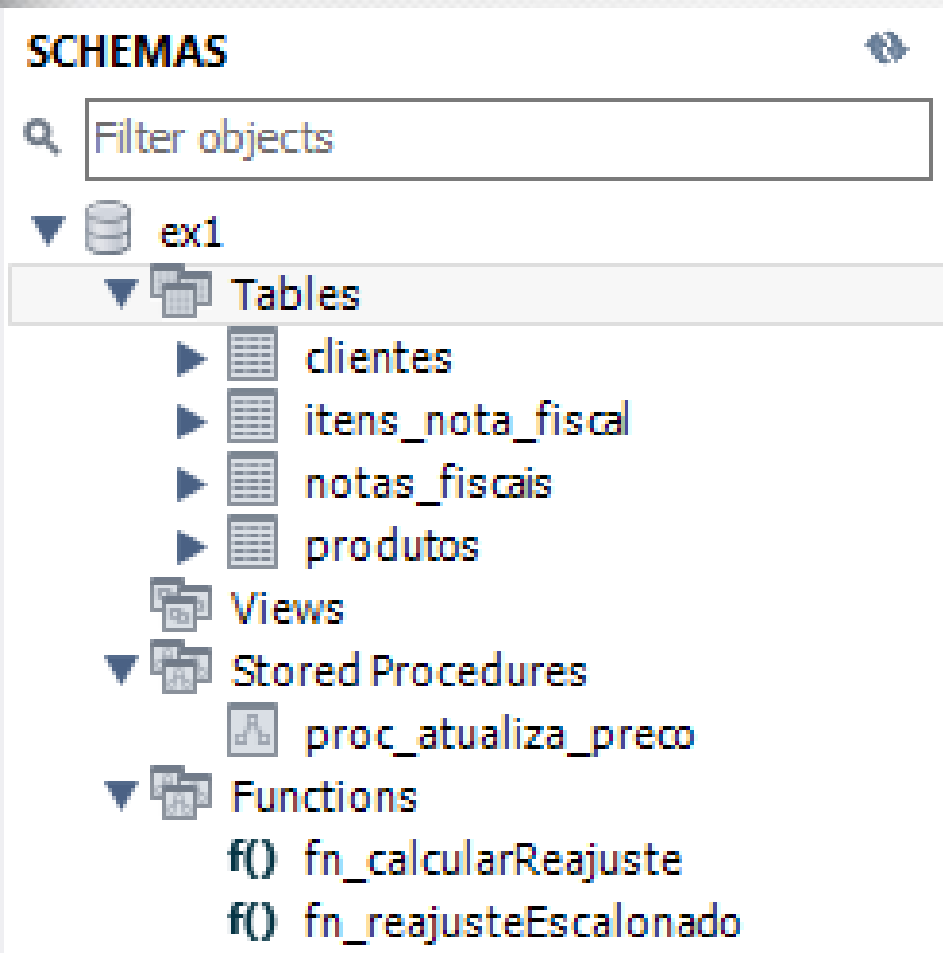 SCHEMAS
Filter objects
ex1
Tables
clientes
itens_nota_fiscal
notas_fiscais
produtos
Views
Stored Procedures
proc_atualiza_preco
Functions
f() fn_calcularReajuste
f() fn_reajusteEscalonado